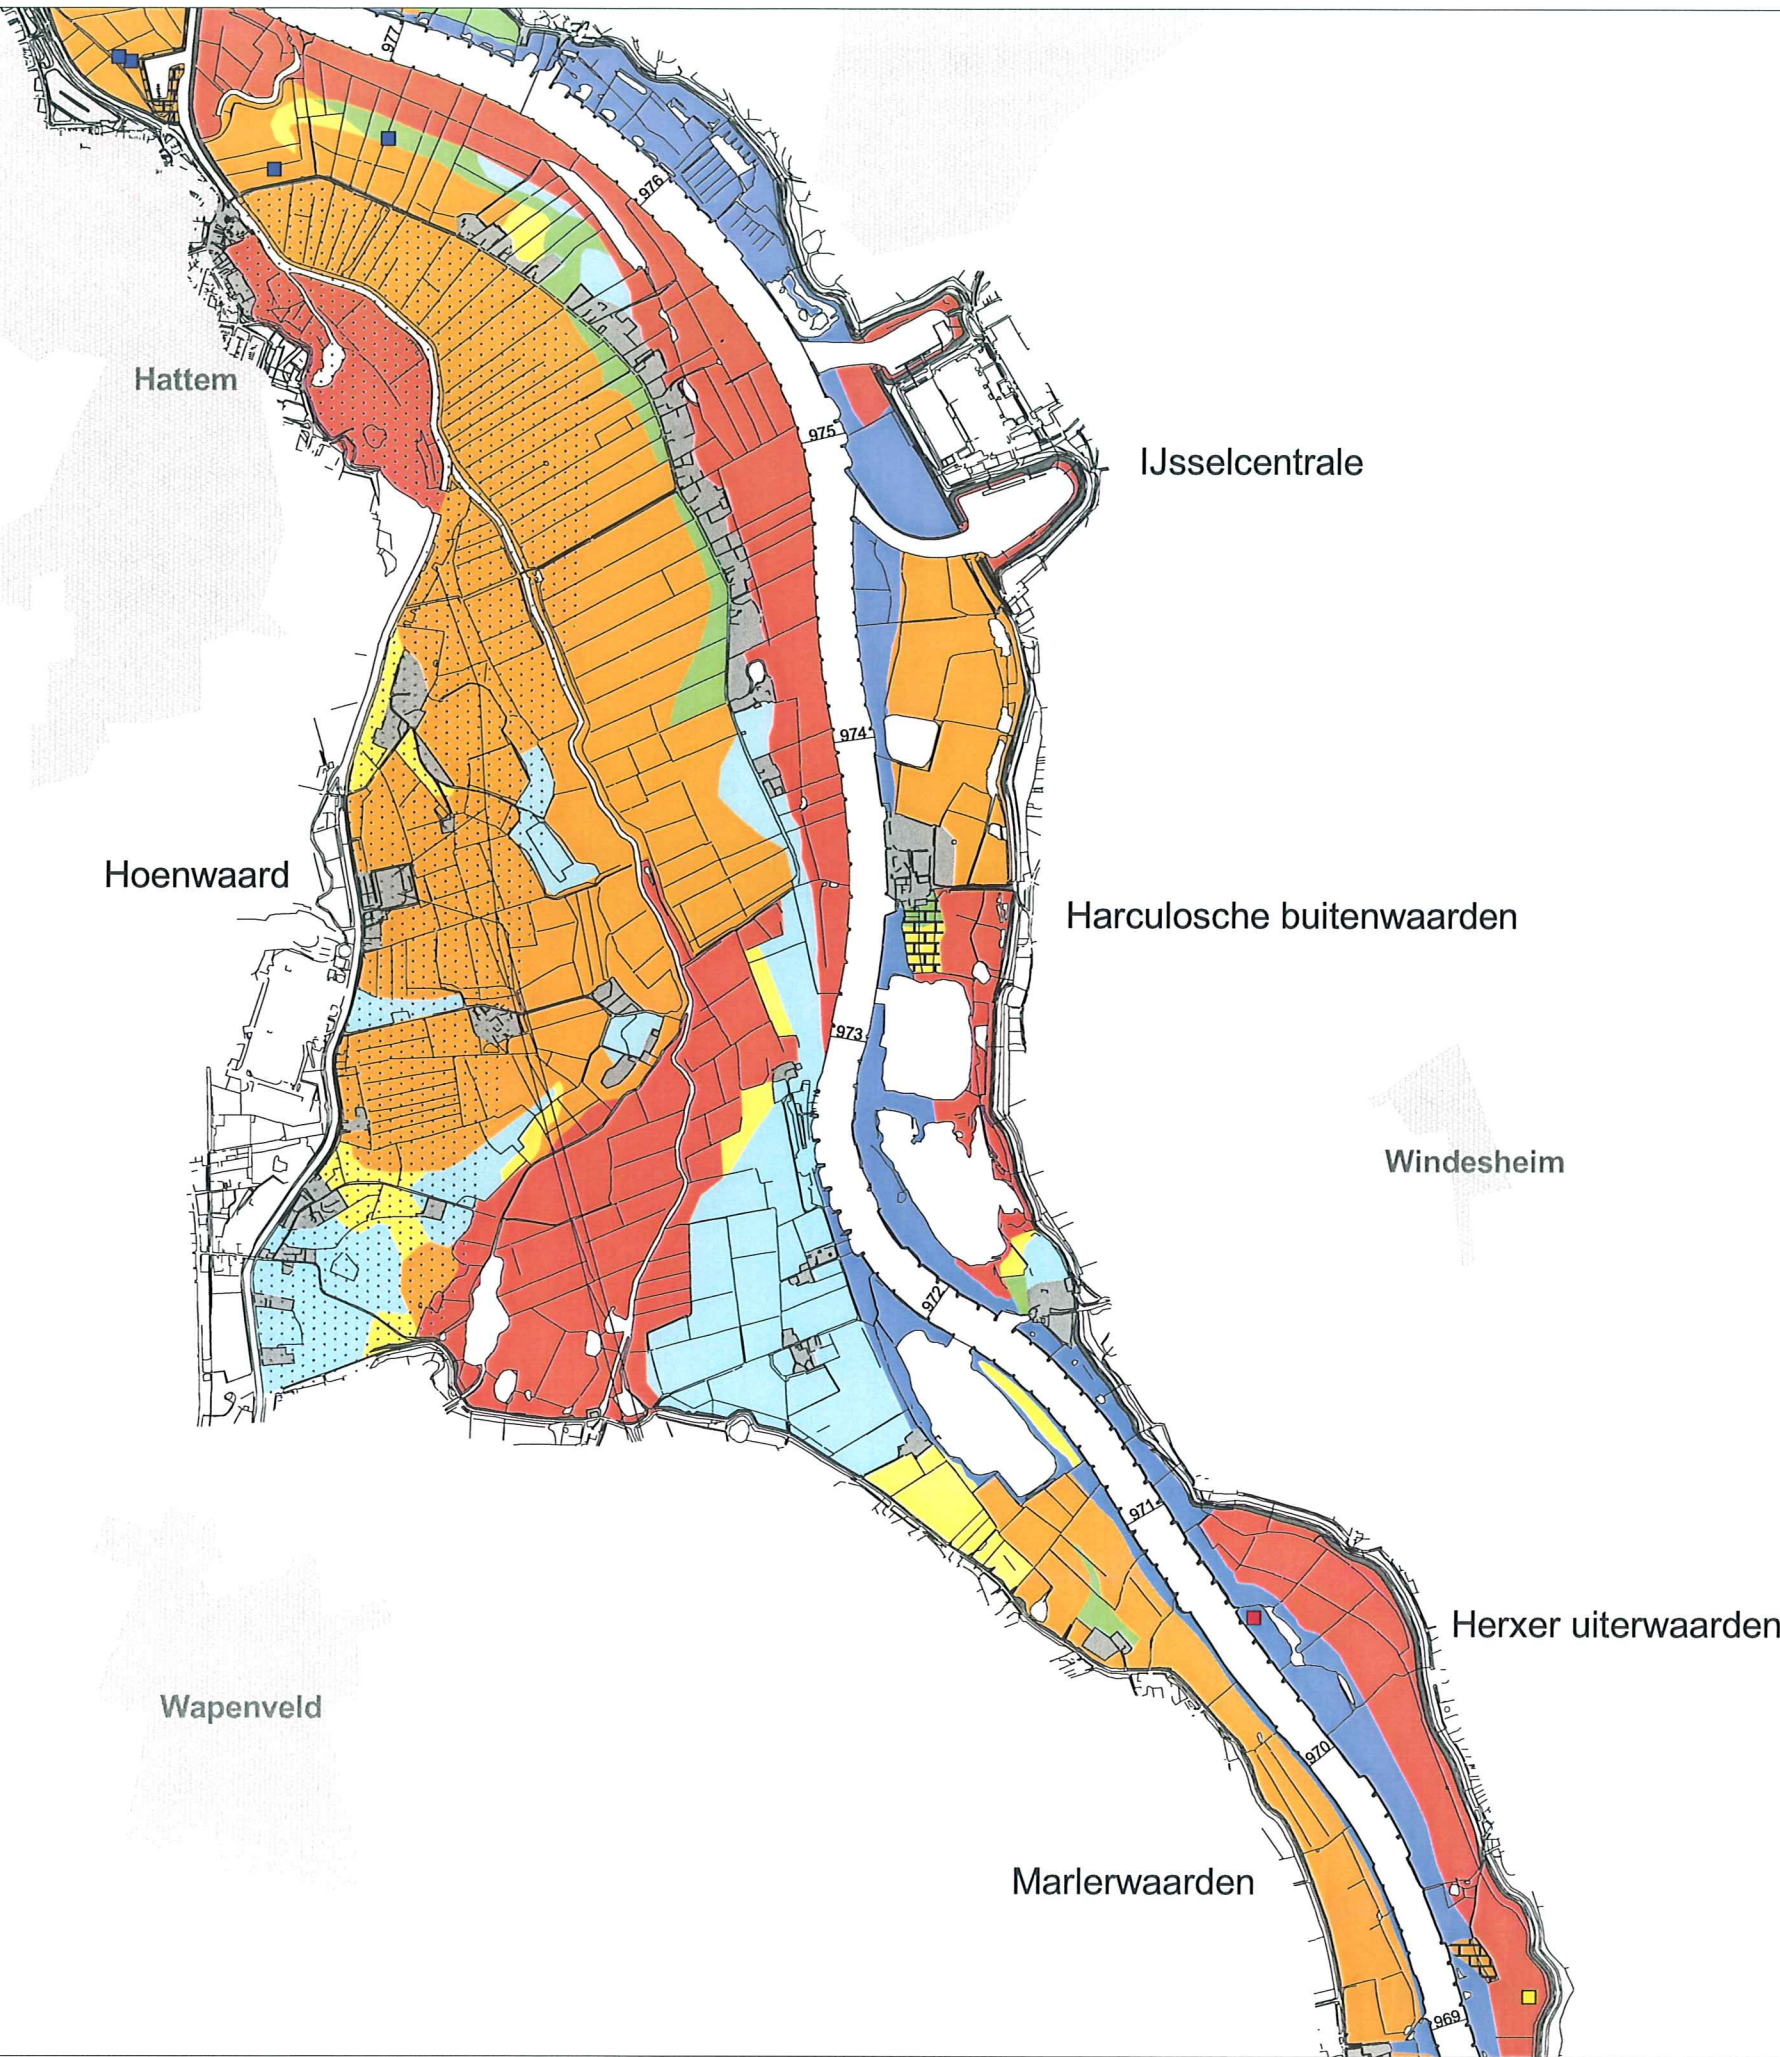 977
976
Hattem
975
IJsselcentrale
974
Hoenwaard
Harculosche buitenwaarden
973
Windesheim
972
971
Herxer uiterwaarden
Wapenveld
970
Marlerwaarden
969